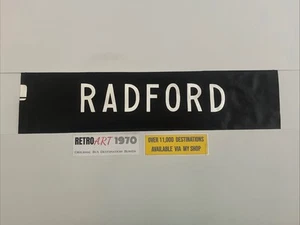 RADFORD
RETRO ART 1970
OVER 11,000 DESTINATIONS
AVAILABLE VIA MY SHOP